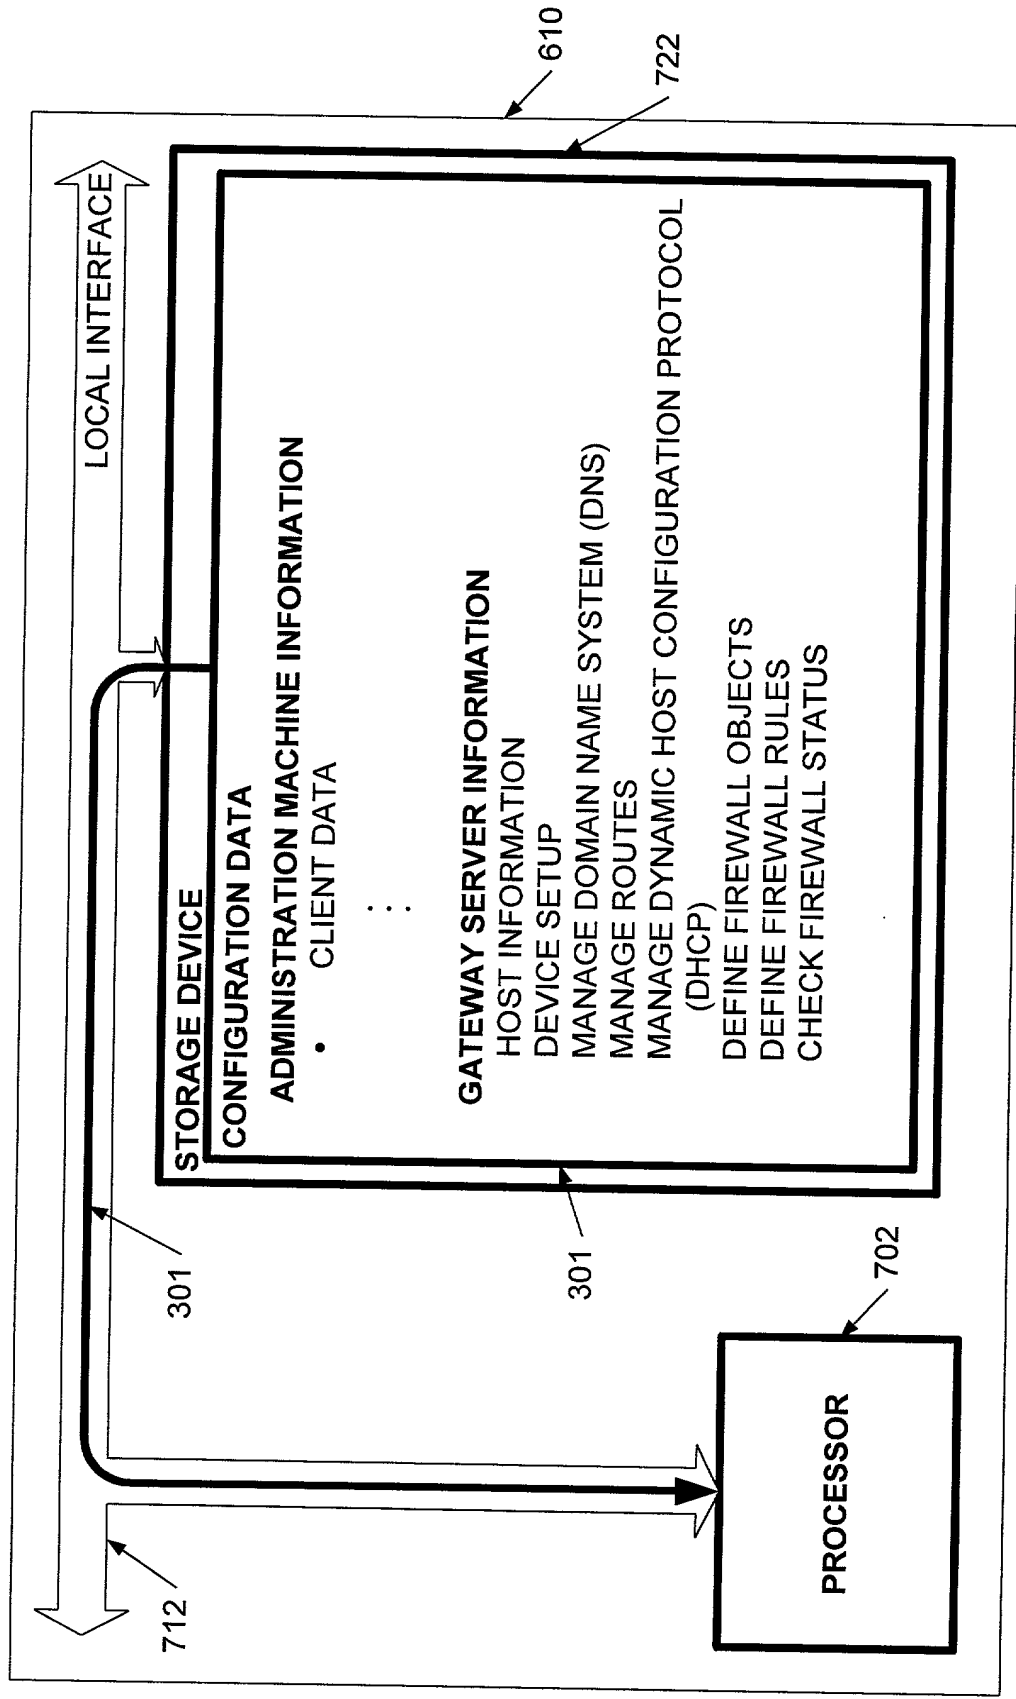 610
722
LOCAL INTERFACE
STORAGE DEVICE
CONFIGURATION DATA
ADMINISTRATION MACHINE INFORMATION
• CLIENT DATA
. . .
GATEWAY SERVER INFORMATION
HOST INFORMATION
DEVICE SETUP
MANAGE DOMAIN NAME SYSTEM (DNS)
MANAGE ROUTES
MANAGE DYNAMIC HOST CONFIGURATION PROTOCOL
(DHCP)
DEFINE FIREWALL OBJECTS
DEFINE FIREWALL RULES
CHECK FIREWALL STATUS
301
301
702
712
PROCESSOR